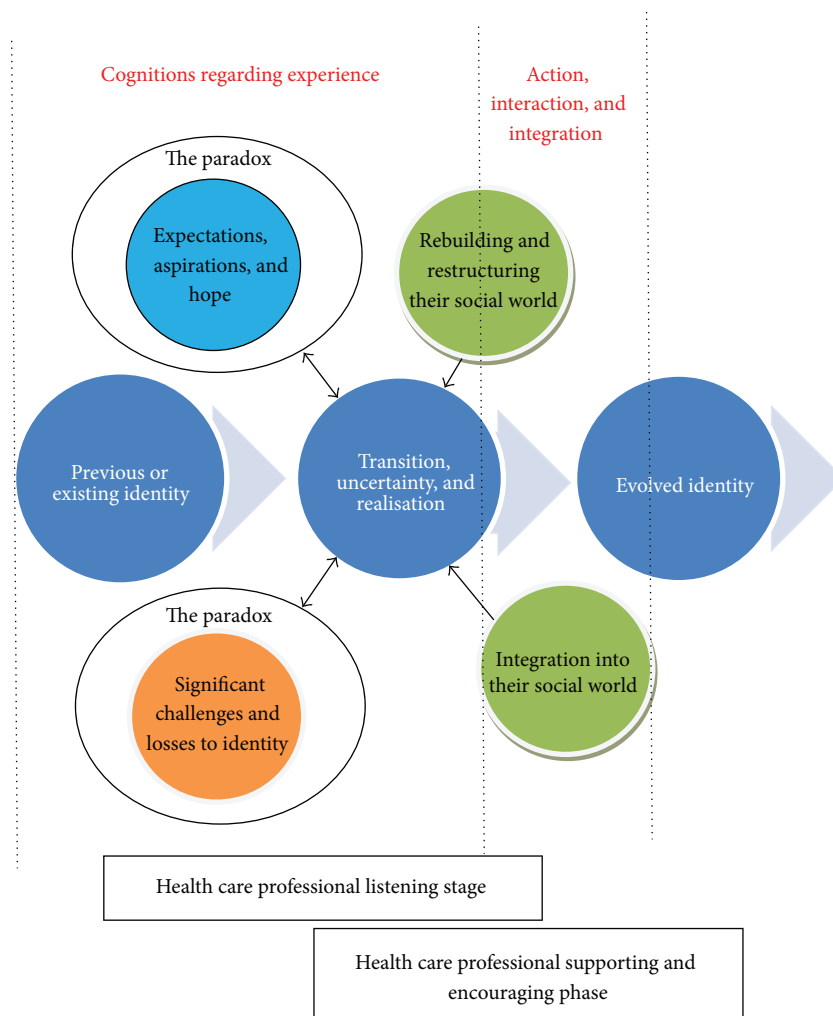 Cognitions regarding experience
Action,
interaction, and
integration
The paradox
Expectations,
aspirations, and
hope
Rebuilding and
restructuring
their social world
Previous or
existing identity
Transition,
uncertainty, and
realisation
Evolved identity
The paradox
Significant
challenges and
losses to identity
Integration into
their social world
Health care professional listening stage
Health care professional supporting and
encouraging phase